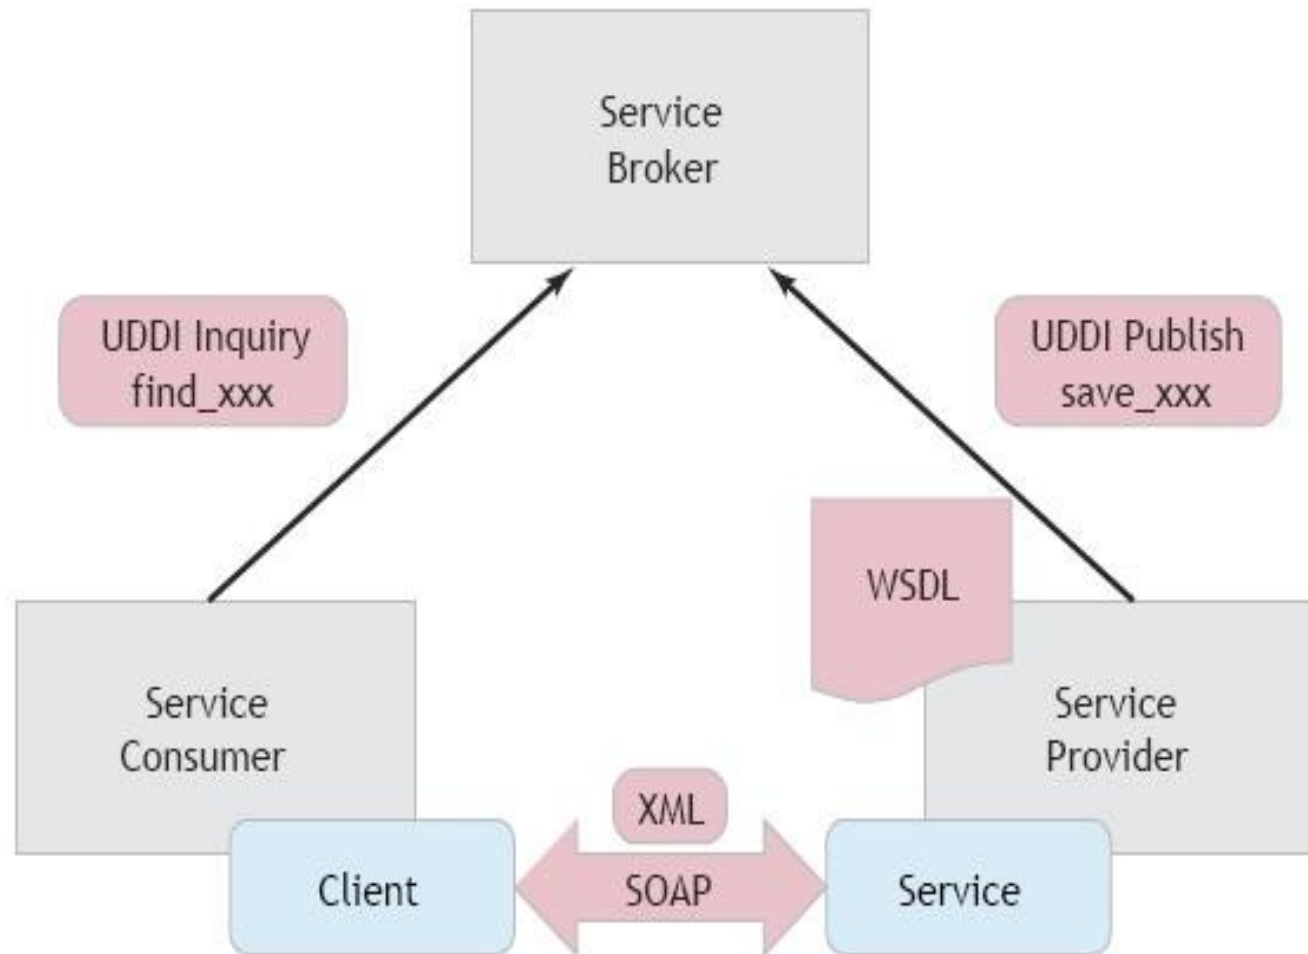 Service
Broker
UDDI Inquiry
find_xxx
UDDI Publish
save_xxx
WSDL
Service
Consumer
Service
Provider
XML
Client
SOAP
Service